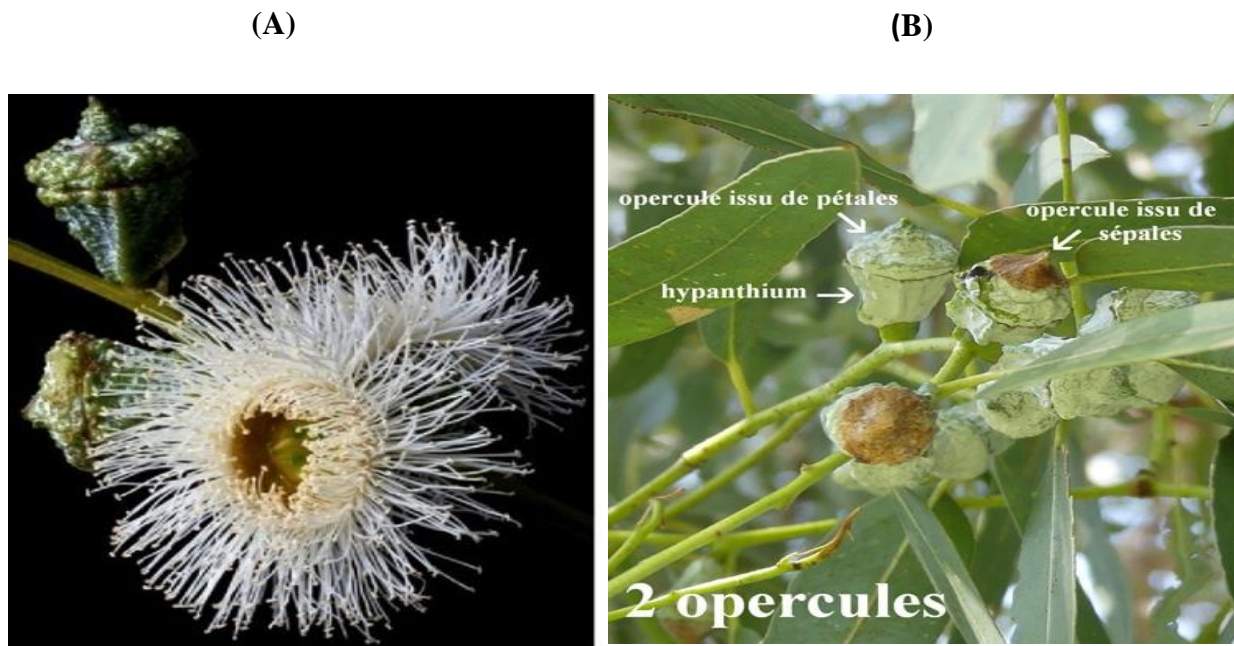 (A)
(B)
opercule issu de pétales
opercule issu de
sépales
hypanthium
2 opercules